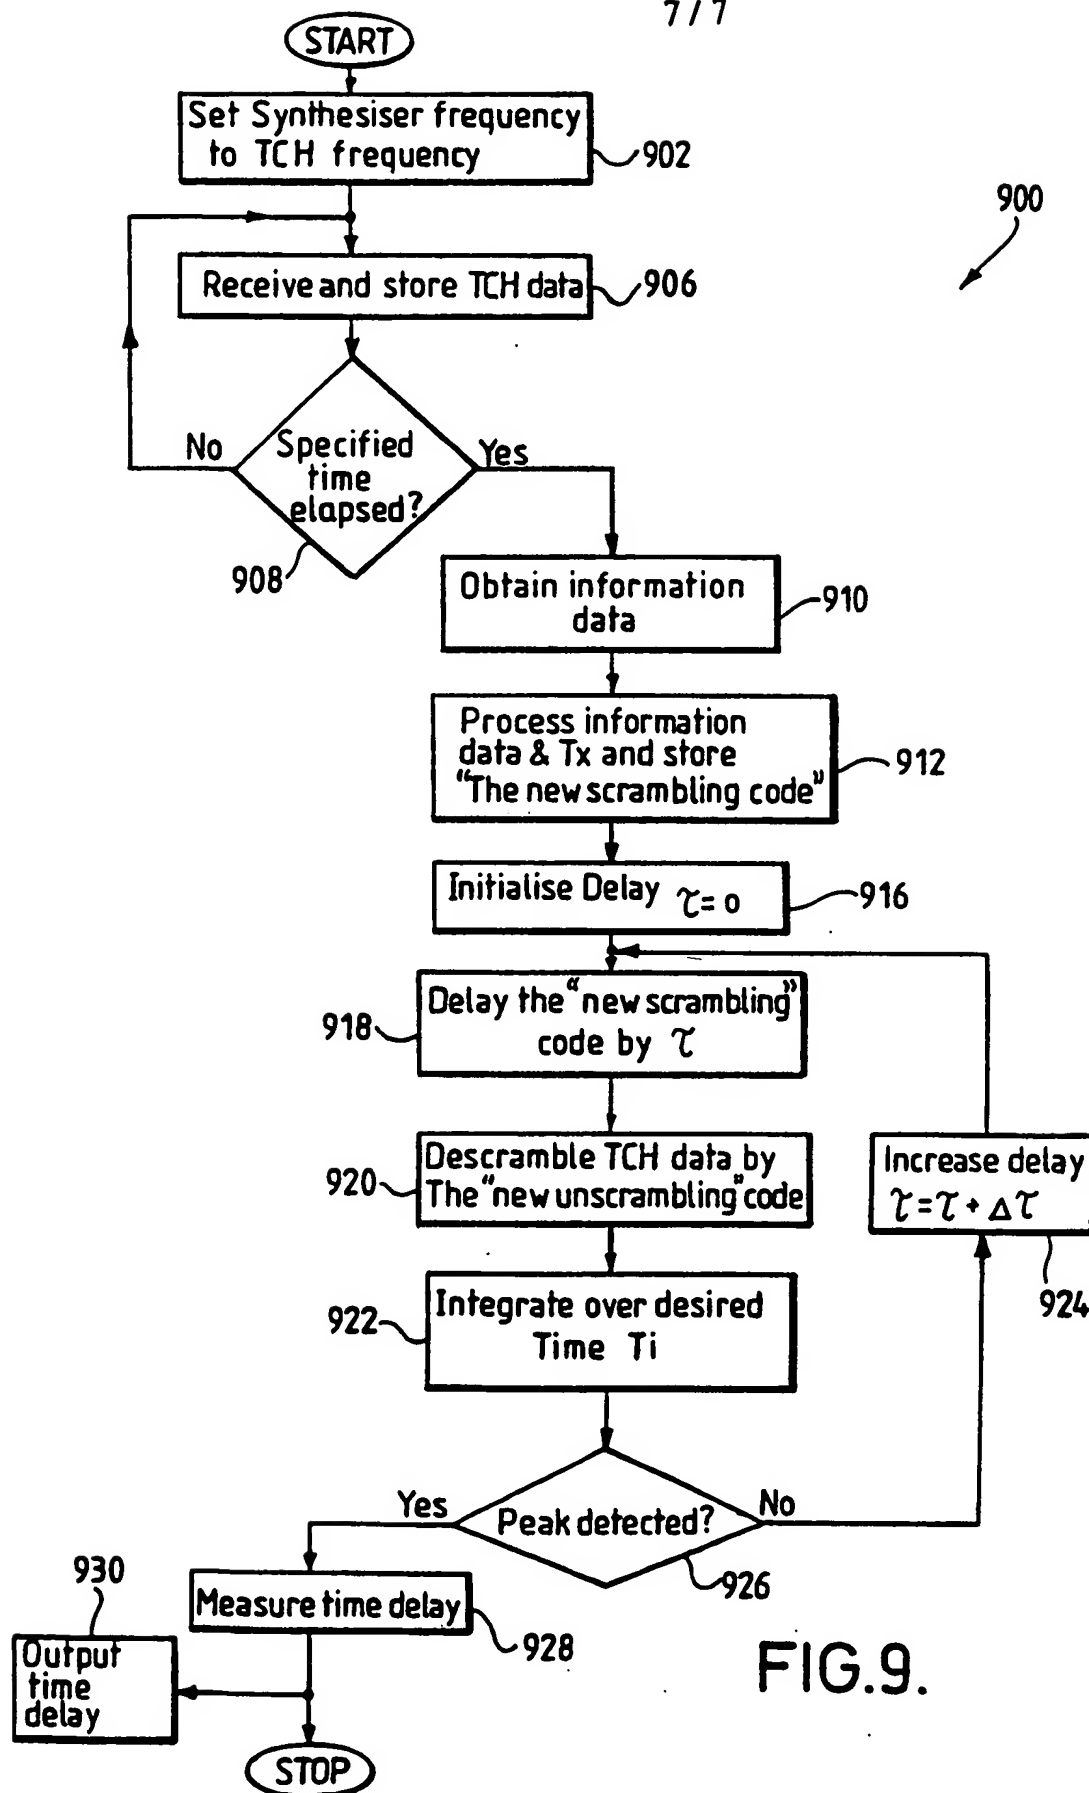 7/7
START
Set Synthesiser frequency
to TCH frequency
902
900
Receive and store TCH data
906
No
Specified
time
elapsed?
Yes
908
Obtain information
data
910
Process information
data & Tx and store
"The new scrambling code"
912
Initialise Delay τ=0
916
Delay the "new scrambling"
code by τ
918
Descramble TCH data by
The "new unscrambling" code
920
Increase delay
τ=τ+Δτ
924
Integrate over desired
Time Ti
922
Yes
Peak detected?
No
926
930
Measure time delay
928
Output
time
delay
FIG.9.
STOP